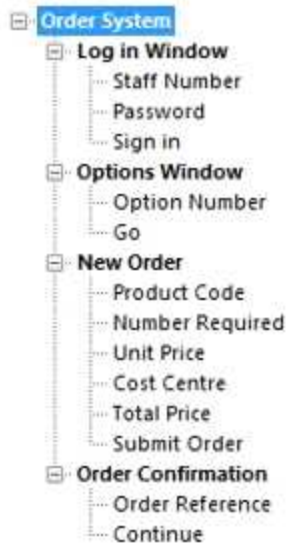 Order System
Log in Window
Staff Number
Password
Sign in
Options Window
Option Number
Go
New Order
Product Code
Number Required
Unit Price
Cost Centre
Total Price
Submit Order
Order Confirmation
Order Reference
Continue